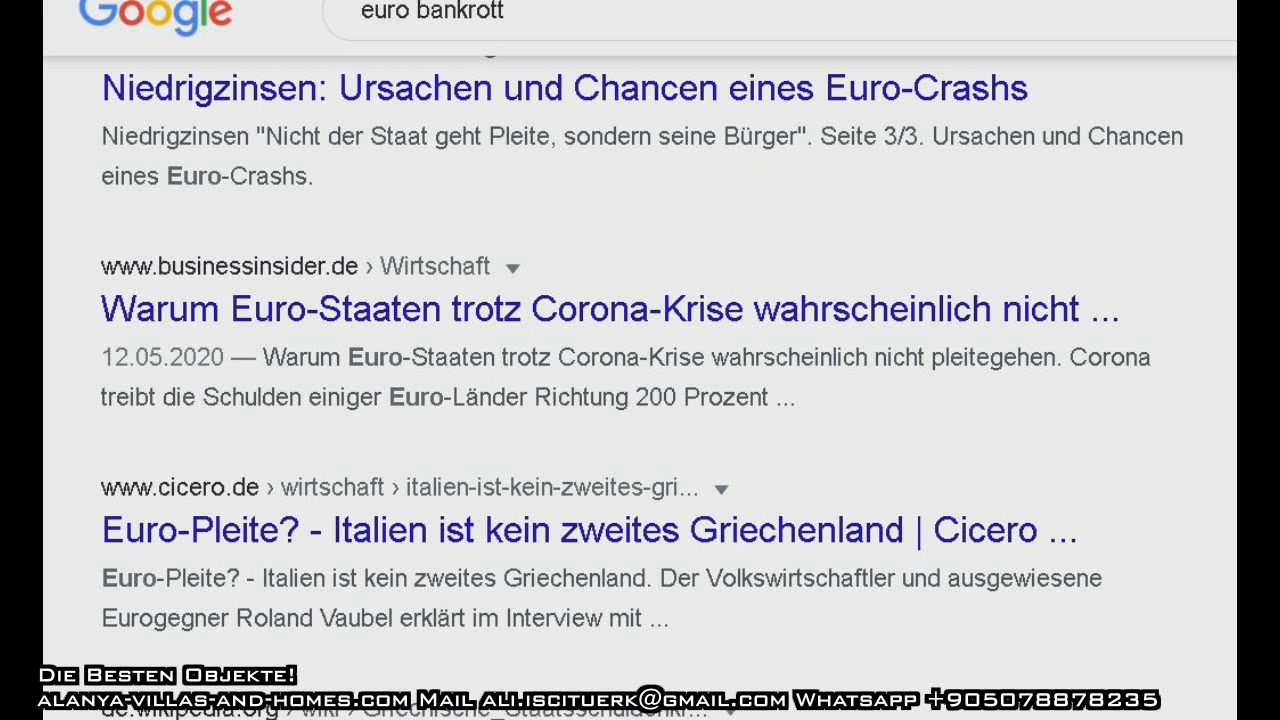 Google euro bankrott
Niedrigzinsen: Ursachen und Chancen eines Euro-Crashs
Niedrigzinsen "Nicht der Staat geht Pleite, sondern seine Bürger". Seite 3/3. Ursachen und Chancen
eines Euro-Crashs.
www.businessinsider.de › Wirtschaft
Warum Euro-Staaten trotz Corona-Krise wahrscheinlich nicht ...
12.05.2020 — Warum Euro-Staaten trotz Corona-Krise wahrscheinlich nicht pleitegehen. Corona
treibt die Schulden einiger Euro-Länder Richtung 200 Prozent ...
www.cicero.de › wirtschaft › italien-ist-kein-zweites-gri...
Euro-Pleite? - Italien ist kein zweites Griechenland | Cicero ...
Euro-Pleite? - Italien ist kein zweites Griechenland. Der Volkswirtschaftler und ausgewiesene
Eurogegner Roland Vaubel erklärt im Interview mit ...
Die Besten Objekte!
alanya-villas-and-homes.com Mail ali.iscituerk@gmail.com Whatsapp +905078878235
de.wikipedia.org › wiki › Griechische_Staatsschuldenkr...